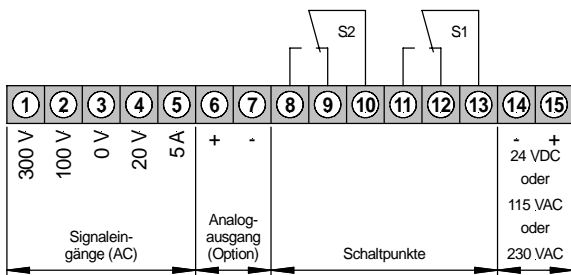 S2
S1
1 2 3 4 5 6 7 8 9 10 11 12 13 14 15
300 V
100 V
0 V
20 V
5 A
+ -
- +
24 VDC
oder
115 VAC
oder
230 VAC
Signalein-
gänge (AC)
Analog-
ausgang
(Option)
Schaltpunkte